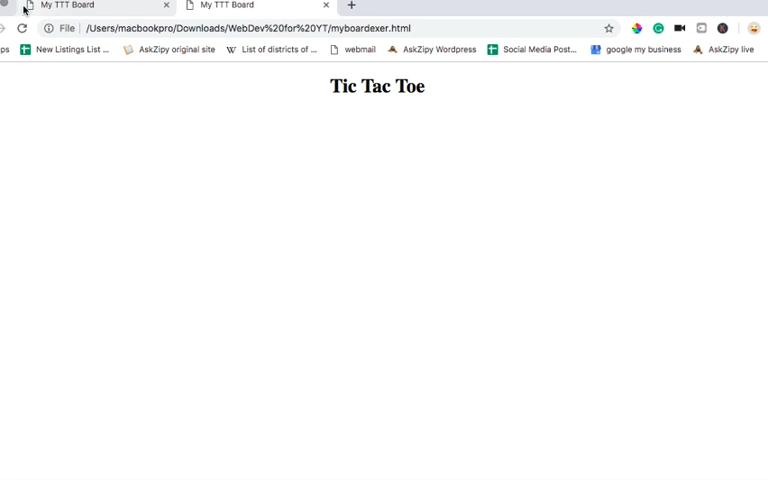 My TTT Board My TTT Board
File /Users/macbookpro/Downloads/WebDev%20for%20YT/myboardexer.html
ps New Listings List ... AskZipy original site List of districts of ... webmail AskZipy Wordpress Social Media Post... google my business AskZipy live
Tic Tac Toe